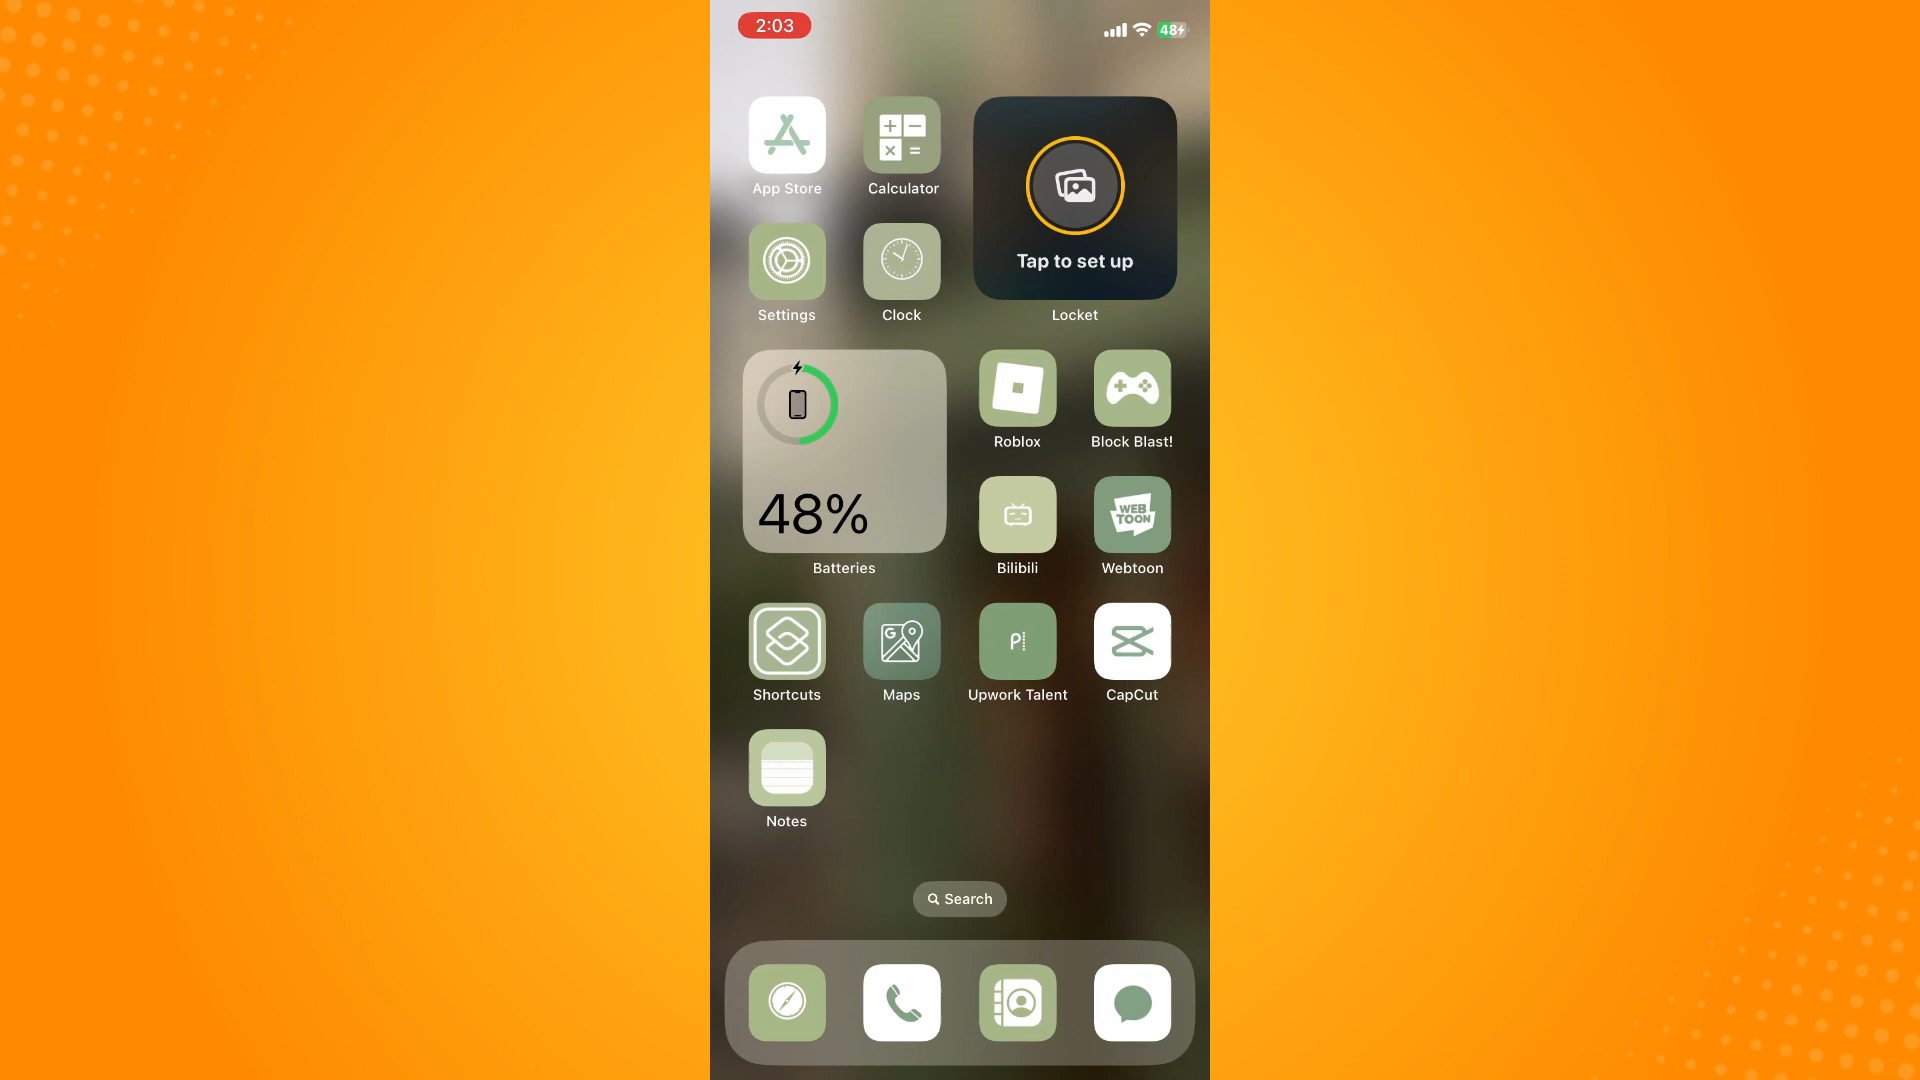 2:03
48
App Store
Calculator
Tap to set up
Settings
Clock
Locket
48%
Roblox
Block Blast!
WEB
TOON
Batteries
Bilibili
Webtoon
G
Shortcuts
Maps
Upwork Talent
CapCut
Notes
Search